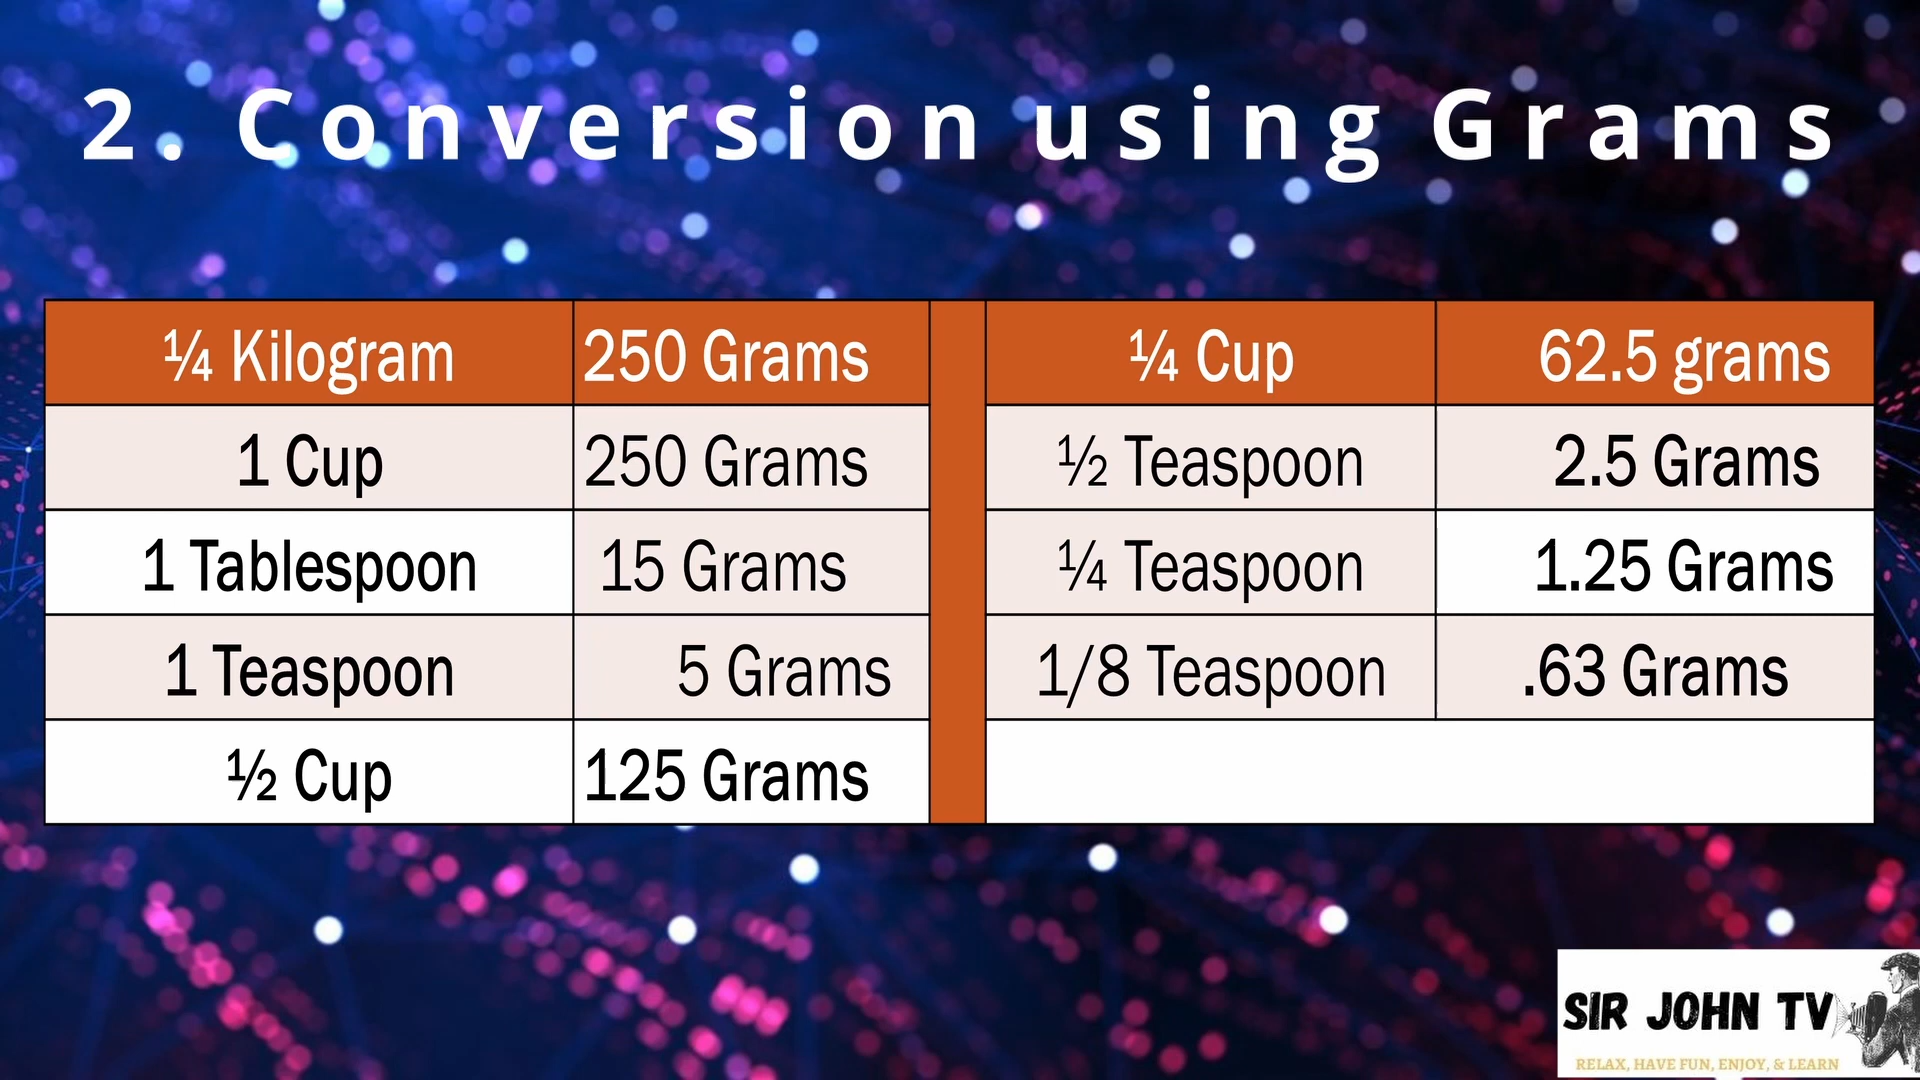 2. Conversion using Grams
¼ Kilogram 250 Grams ¼ Cup 62.5 grams
1 Cup 250 Grams ½ Teaspoon 2.5 Grams
1 Tablespoon 15 Grams ¼ Teaspoon 1.25 Grams
1 Teaspoon 5 Grams 1/8 Teaspoon .63 Grams
½ Cup 125 Grams
SIR JOHN TV
RELAX, HAVE FUN, ENJOY, & LEARN